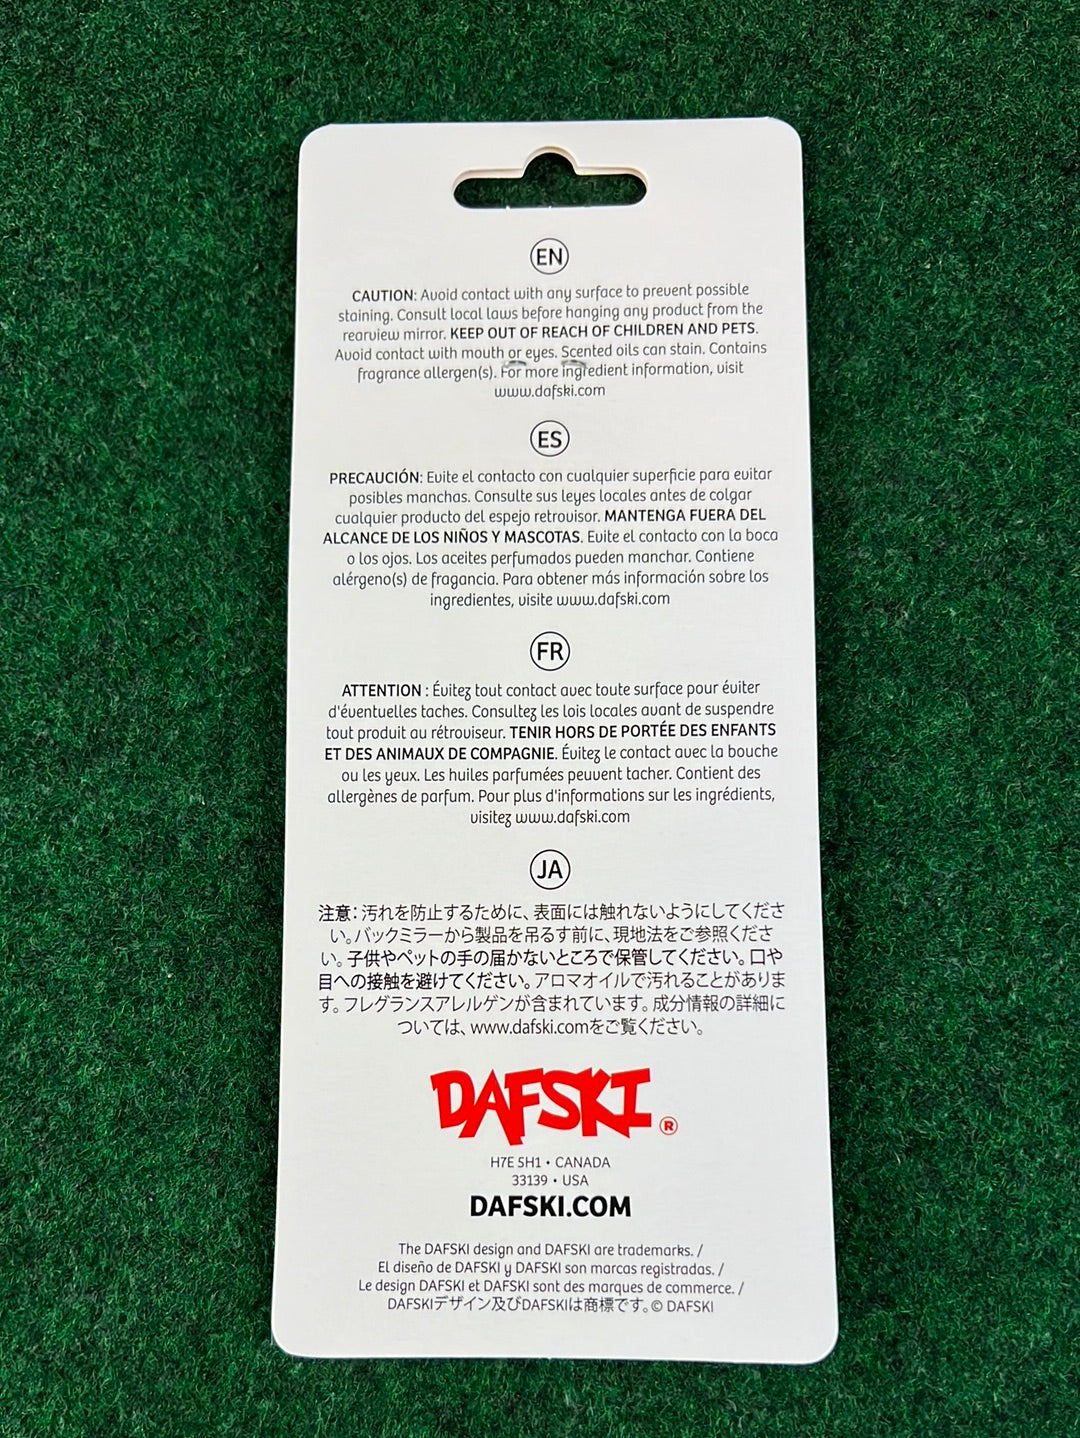 EN
CAUTION: Avoid contact with any surface to prevent possible
staining. Consult local laws before hanging any product from the
rearview mirror. KEEP OUT OF REACH OF CHILDREN AND PETS.
Avoid contact with mouth or eyes. Scented oils can stain. Contains
fragrance allergen(s). For more ingredient information, visit
www.dafski.com
ES
PRECAUCIÓN: Evite el contacto con cualquier superficie para evitar
posibles manchas. Consulte sus leyes locales antes de colgar
cualquier producto del espejo retrovisor. MANTENGA FUERA DEL
ALCANCE DE LOS NIÑOS Y MASCOTAS. Evite el contacto con la boca
o los ojos. Los aceites perfumados pueden manchar. Contiene
alérgeno(s) de fragancia. Para obtener más información sobre los
ingredientes, visite www.dafski.com
FR
ATTENTION : Évitez tout contact avec toute surface pour éviter
d'éventuelles taches. Consultez les lois locales avant de suspendre
tout produit au rétroviseur. TENIR HORS DE PORTÉE DES ENFANTS
ET DES ANIMAUX DE COMPAGNIE. Évitez le contact avec la bouche
ou les yeux. Les huiles parfumées peuvent tacher. Contient des
allergènes de parfum. Pour plus d'informations sur les ingrédients,
visitez www.dafski.com
JA
注意：汚れを防止するために、表面には触れないようにしてくださ
い。バックミラーから製品を吊るす前に、現地法をご参照くださ
い。子供やペットの手の届かないところで保管してください。口や
目への接触を避けてください。アロマオイルで汚れることがありま
す。フレグランスアレルゲンが含まれています。成分情報の詳細に
ついては、www.dafski.comをご覧ください。
DAFSKI ®
H7E 5H1 • CANADA
33139 • USA
DAFSKI.COM
The DAFSKI design and DAFSKI are trademarks. /
El diseño de DAFSKI y DAFSKI son marcas registradas. /
Le design DAFSKI et DAFSKI sont des marques de commerce. /
DAFSKIデザイン及びDAFSKIは商標です。© DAFSKI